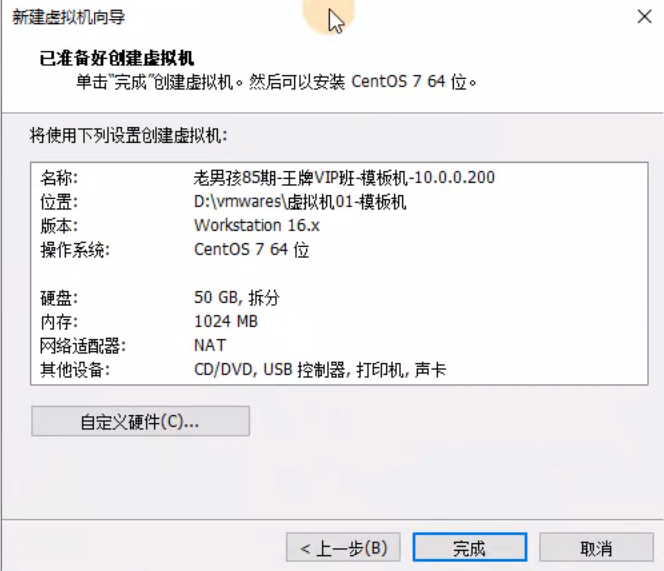 新建虚拟机向导
已准备好创建虚拟机
单击"完成"创建虚拟机。然后可以安装 CentOS 7 64 位。
将使用下列设置创建虚拟机:
名称: 老男孩85期-王牌VIP班-模板机-10.0.0.200
位置: D:\vmwares\虚拟机01-模板机
版本: Workstation 16.x
操作系统: CentOS 7 64 位
硬盘: 50 GB, 拆分
内存: 1024 MB
网络适配器: NAT
其他设备: CD/DVD, USB 控制器, 打印机, 声卡
自定义硬件(C)...
< 上一步(B) 完成 取消